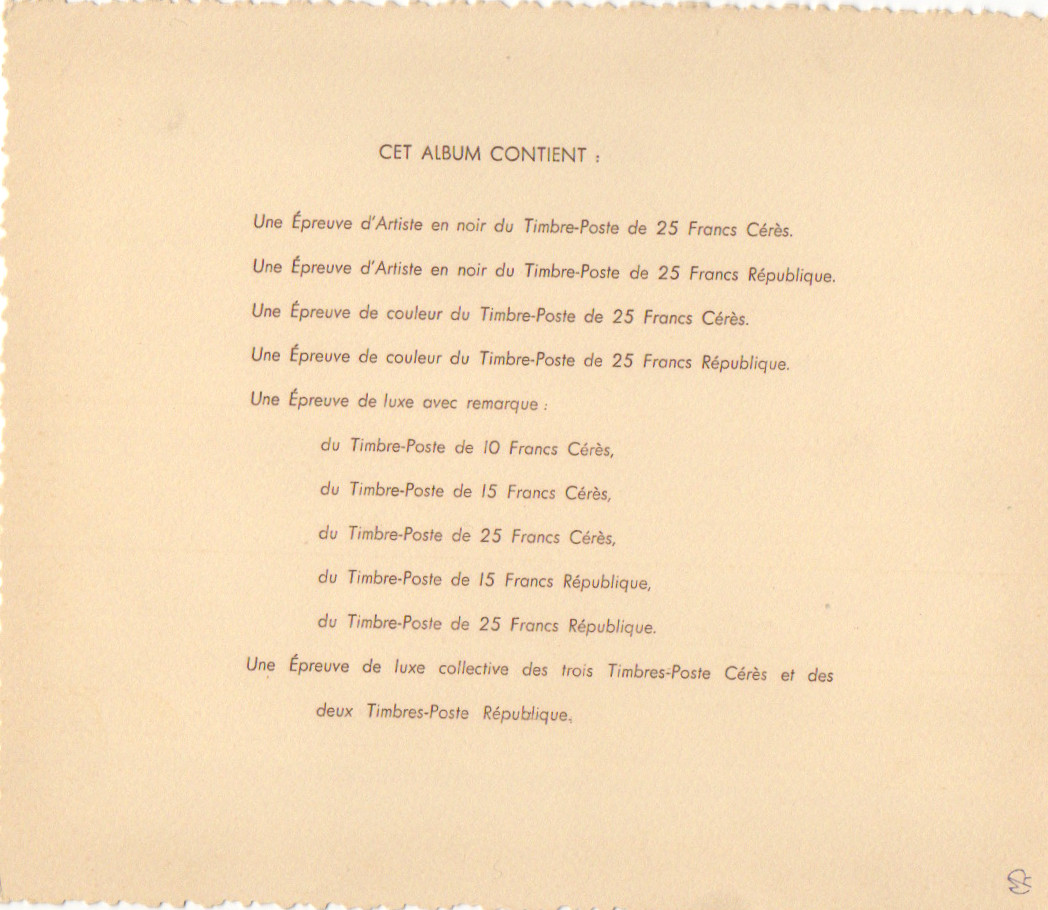 CET ALBUM CONTIENT :
Une Épreuve d'Artiste en noir du Timbre-Poste de 25 Francs Cérès.
Une Épreuve d'Artiste en noir du Timbre-Poste de 25 Francs République.
Une Épreuve de couleur du Timbre-Poste de 25 Francs Cérès.
Une Épreuve de couleur du Timbre-Poste de 25 Francs République.
Une Épreuve de luxe avec remarque :
du Timbre-Poste de 10 Francs Cérès,
du Timbre-Poste de 15 Francs Cérès,
du Timbre-Poste de 25 Francs Cérès,
du Timbre-Poste de 15 Francs République,
du Timbre-Poste de 25 Francs République.
Une Épreuve de luxe collective des trois Timbres-Poste Cérès et des
deux Timbres-Poste République.